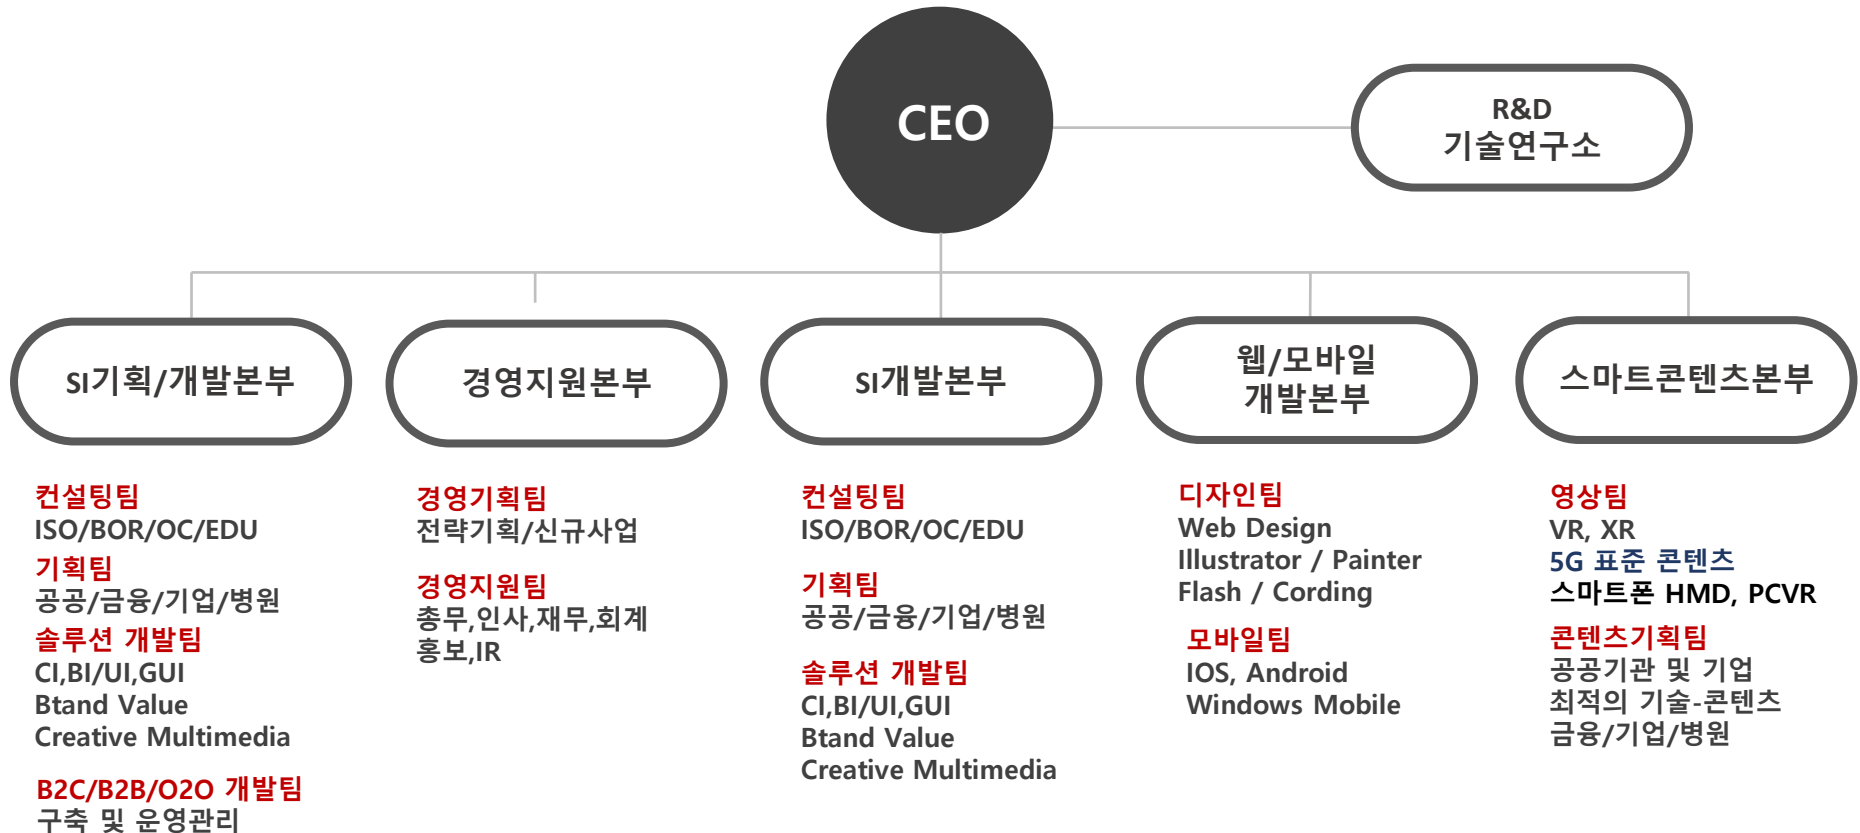 CEO
R&D
기술연구소
SI기획/개발본부
컨설팅팀
ISO/BOR/OC/EDU
기획팀
공공/금융/기업/병원
솔루션 개발팀
CI,BI/UI,GUI
Btand Value
Creative Multimedia
B2C/B2B/O2O 개발팀
구축 및 운영관리
경영지원본부
경영기획팀
전략기획/신규사업
경영지원팀
총무,인사,재무,회계
홍보,IR
SI개발본부
컨설팅팀
ISO/BOR/OC/EDU
기획팀
공공/금융/기업/병원
솔루션 개발팀
CI,BI/UI,GUI
Btand Value
Creative Multimedia
웹/모바일
개발본부
디자인팀
Web Design
Illustrator / Painter
Flash / Cording
모바일팀
IOS, Android
Windows Mobile
스마트콘텐츠본부
영상팀
VR, XR
5G 표준 콘텐츠
스마트폰 HMD, PCVR
콘텐츠기획팀
공공기관 및 기업
최적의 기술-콘텐츠
금융/기업/병원